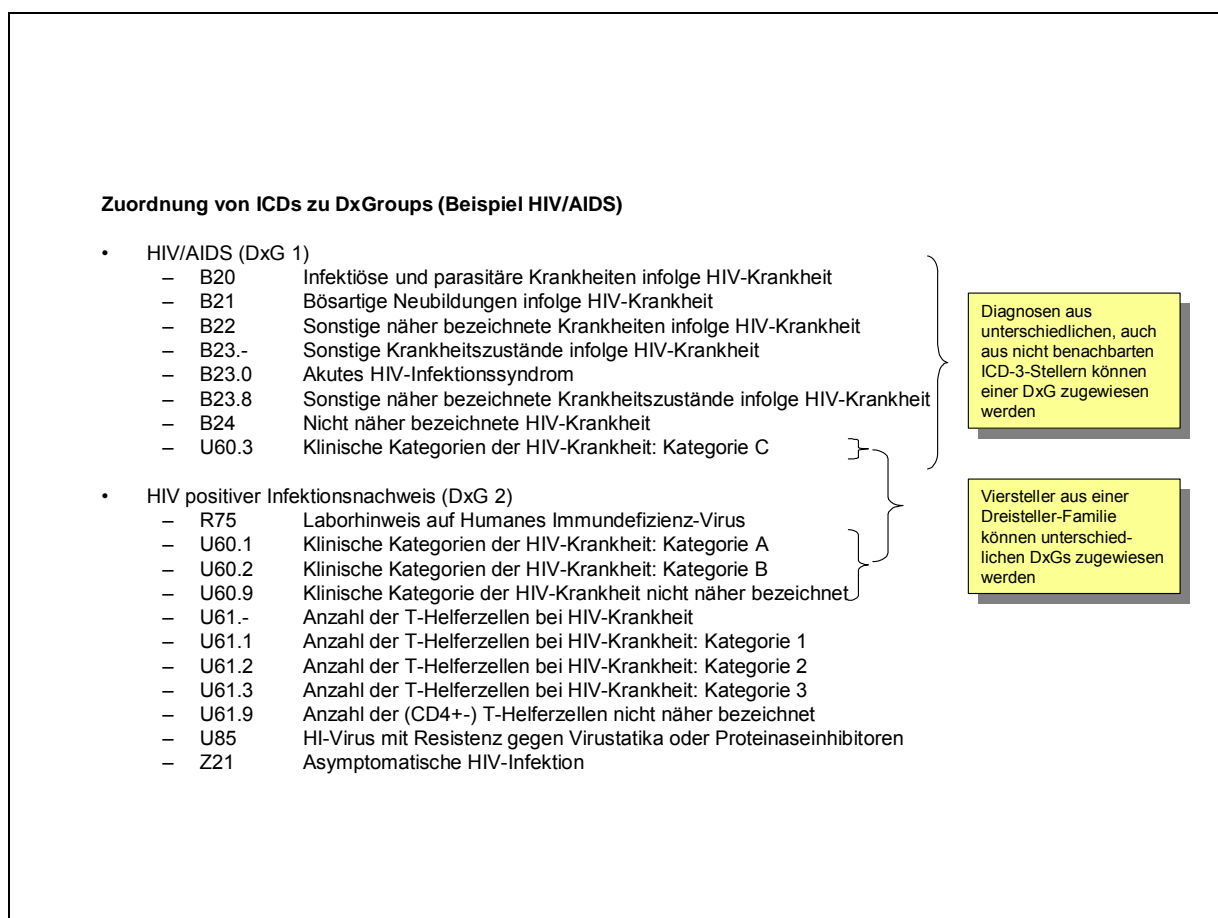 Zuordnung von ICDs zu DxGroups (Beispiel HIV/AIDS)
• HIV/AIDS (DxG 1)
– B20 Infektiöse und parasitäre Krankheiten infolge HIV-Krankheit
– B21 Bösartige Neubildungen infolge HIV-Krankheit
– B22 Sonstige näher bezeichnete Krankheiten infolge HIV-Krankheit
– B23.- Sonstige Krankheitszustände infolge HIV-Krankheit
– B23.0 Akutes HIV-Infektionssyndrom
– B23.8 Sonstige näher bezeichnete Krankheitszustände infolge HIV-Krankheit
– B24 Nicht näher bezeichnete HIV-Krankheit
– U60.3 Klinische Kategorien der HIV-Krankheit: Kategorie C
Diagnosen aus
unterschiedlichen, auch
aus nicht benachbarten
ICD-3-Stellern können
einer DxG zugewiesen
werden
• HIV positiver Infektionsnachweis (DxG 2)
– R75 Laborhinweis auf Humanes Immundefizienz-Virus
– U60.1 Klinische Kategorien der HIV-Krankheit: Kategorie A
– U60.2 Klinische Kategorien der HIV-Krankheit: Kategorie B
– U60.9 Klinische Kategorie der HIV-Krankheit nicht näher bezeichnet
– U61.- Anzahl der T-Helferzellen bei HIV-Krankheit
– U61.1 Anzahl der T-Helferzellen bei HIV-Krankheit: Kategorie 1
– U61.2 Anzahl der T-Helferzellen bei HIV-Krankheit: Kategorie 2
– U61.3 Anzahl der T-Helferzellen bei HIV-Krankheit: Kategorie 3
– U61.9 Anzahl der (CD4+-) T-Helferzellen nicht näher bezeichnet
– U85 HI-Virus mit Resistenz gegen Virustatika oder Proteinaseinhibitoren
– Z21 Asymptomatische HIV-Infektion
Viersteller aus einer
Dreisteller-Familie
können unterschied-
lichen DxGs zugewiesen
werden